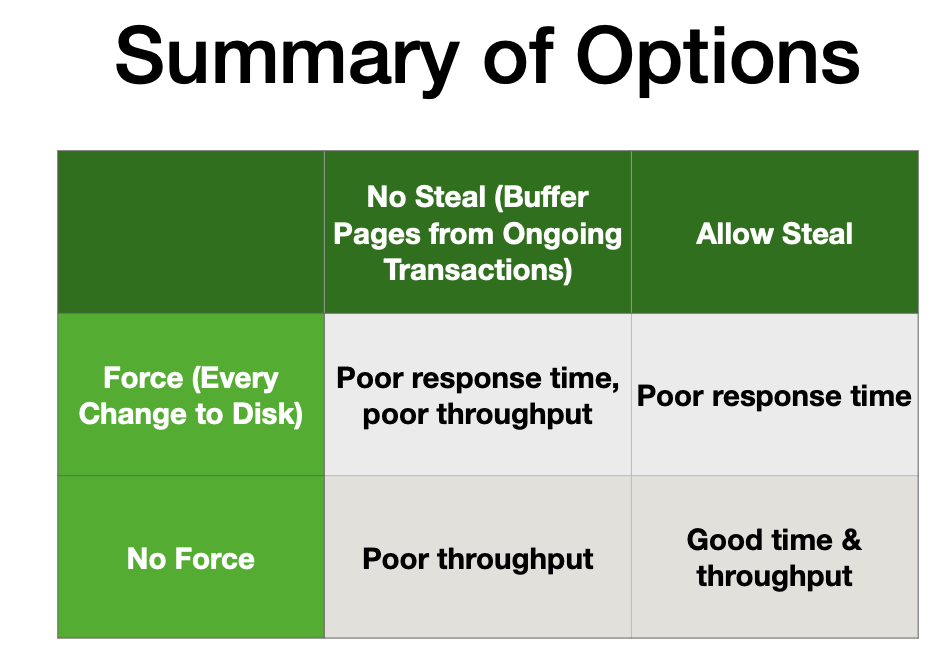 Summary of Options
No Steal (Buffer
Pages from Ongoing
Transactions)
Allow Steal
Force (Every
Change to Disk)
Poor response time,
poor throughput
Poor response time
No Force
Poor throughput
Good time &
throughput